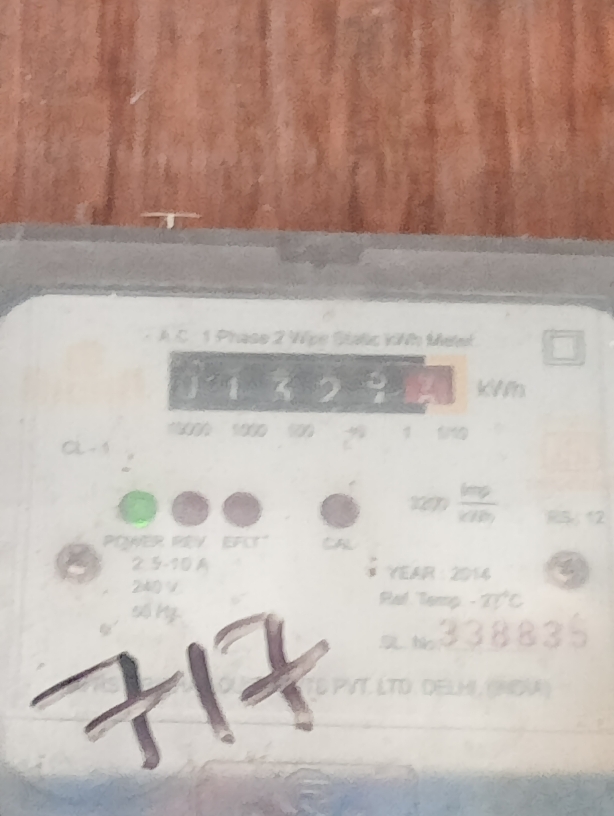 A.C. 1 Phase 2 Wire Static kWh Meter
kWh
10000 1000 100 10 1 1/10
CL-1
3200 Imp/kWh
RS: 12
POWER REV EFLT CAL
2.5-10 A
YEAR : 2014
240 V
Ref. Temp. - 27°C
50 Hz
SL. No. 338835
717
PVT. LTD. DELHI, (INDIA)